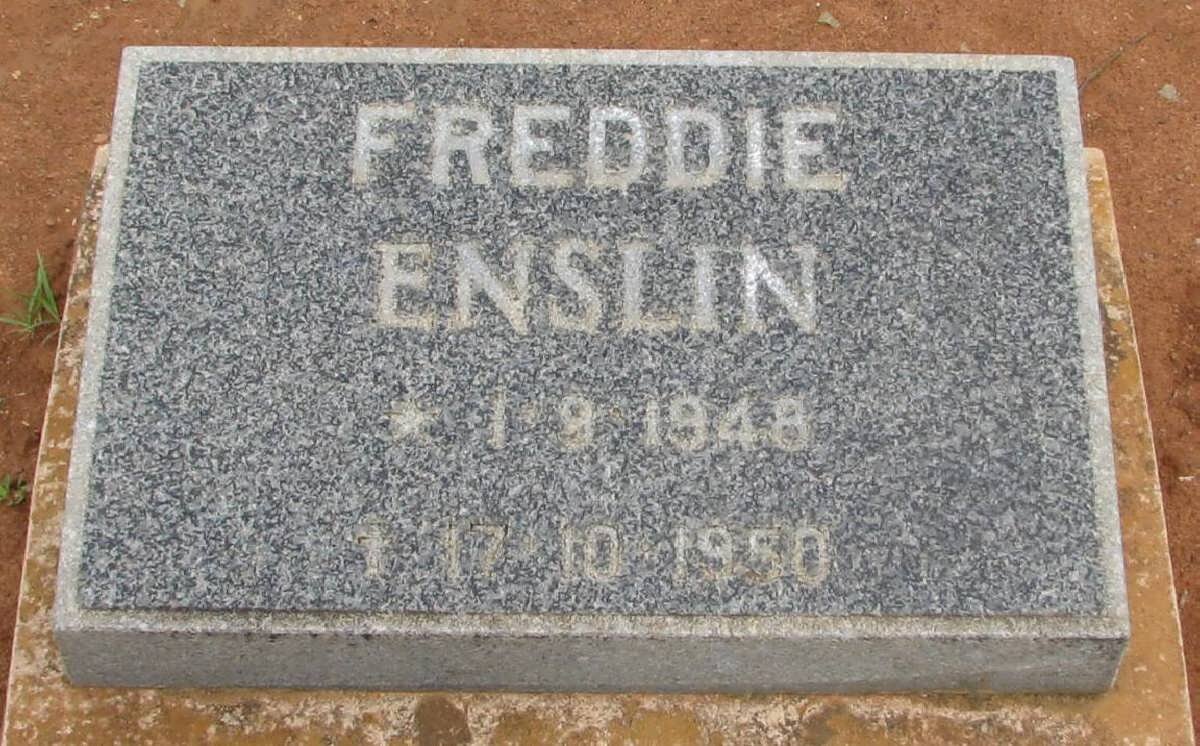 FREDDIE
ENSLIN
* 1·9·1948
† 17·10·1950